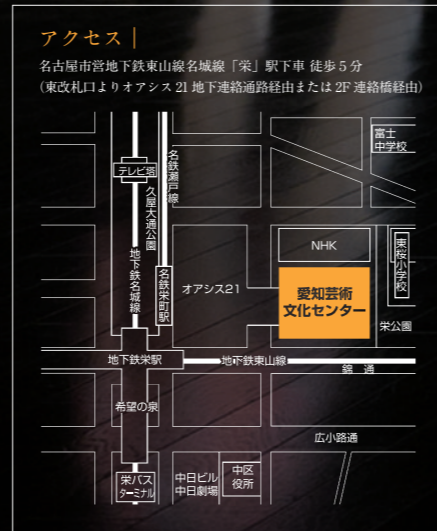 アクセス |
名古屋市営地下鉄東山線名城線「栄」駅下車 徒歩5分
(東改札口よりオアシス21地下連絡通路経由または2F連絡橋経由)
富士
中学校
テレビ塔
名鉄瀬戸線
久屋大通公園
NHK
東桜小学校
地下鉄名城線
名鉄栄町駅
オアシス21
愛知芸術
文化センター
栄公園
地下鉄栄駅
地下鉄東山線
錦 通
希望の泉
広小路通
栄バス
ターミナル
中日ビル
中日劇場
中区
役所